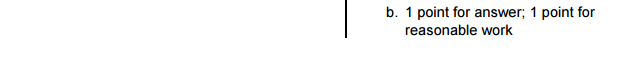 b. 1 point for answer; 1 point for
reasonable work